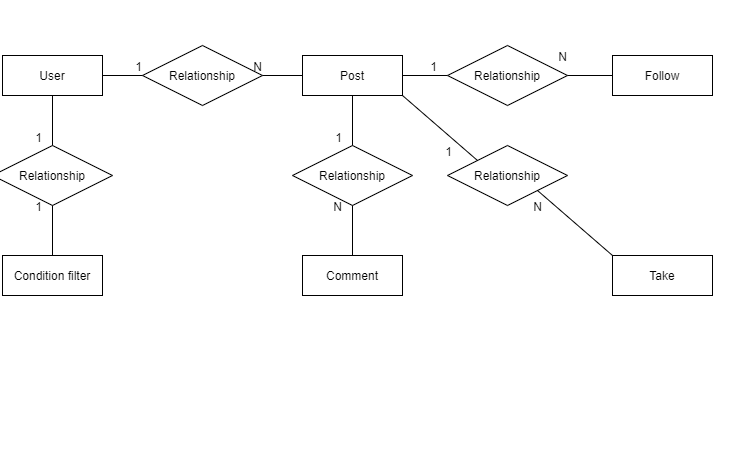 1
N
User
Relationship
Post
1
Relationship
N
Follow
1
1
1
Relationship
Relationship
Relationship
1
N
N
Condition filter
Comment
Take